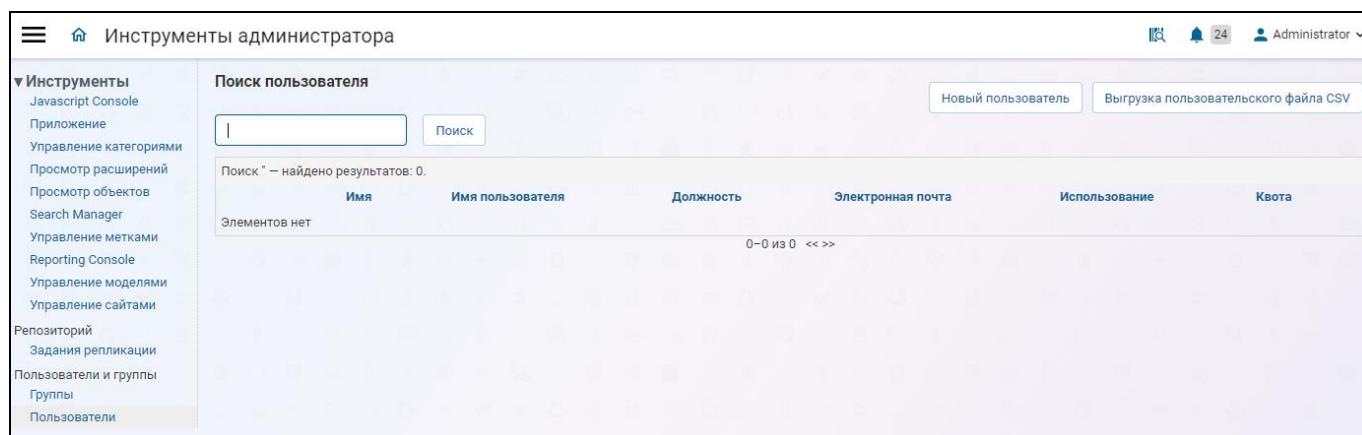 Инструменты администратора
24
Administrator
Инструменты
Javascript Console
Приложение
Управление категориями
Просмотр расширений
Просмотр объектов
Search Manager
Управление метками
Reporting Console
Управление моделями
Управление сайтами
Репозиторий
Задания репликации
Пользователи и группы
Группы
Пользователи
Поиск пользователя
Новый пользователь
Выгрузка пользовательского файла CSV
Поиск
Поиск " — найдено результатов: 0.
Имя Имя пользователя Должность Электронная почта Использование Квота
Элементов нет
0–0 из 0 << >>